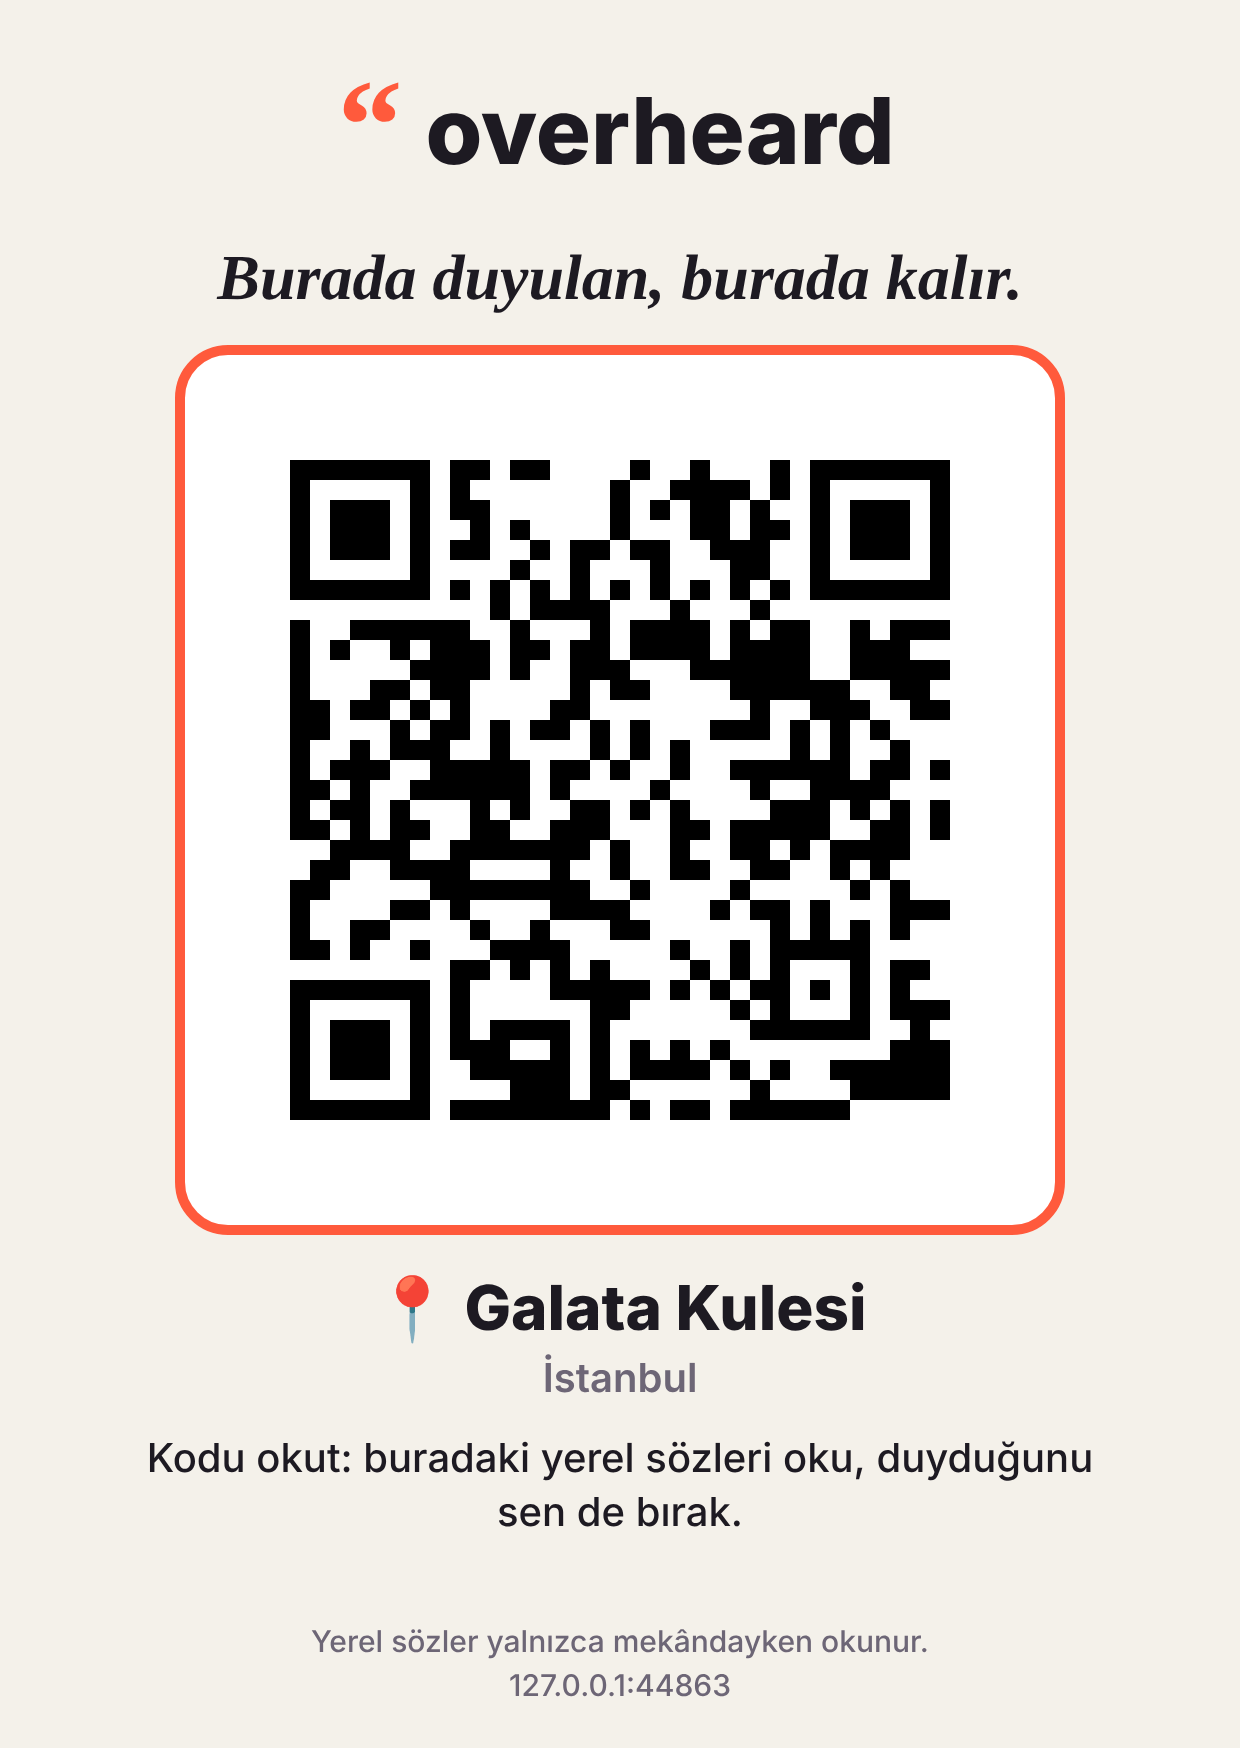 “ overheard
Burada duyulan, burada kalır.
Galata Kulesi
İstanbul
Kodu okut: buradaki yerel sözleri oku, duyduğunu
sen de bırak.
Yerel sözler yalnızca mekândayken okunur.
127.0.0.1:44863